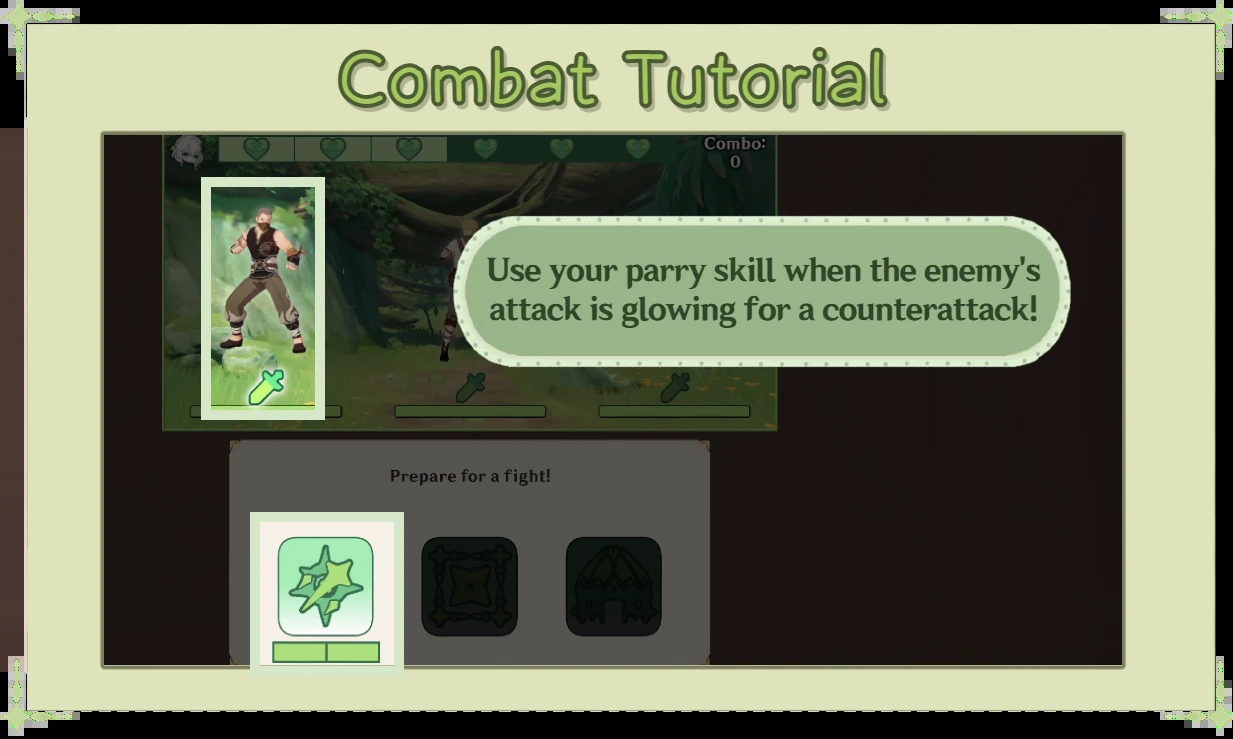 Combat Tutorial
Combo:
0
Use your parry skill when the enemy's
attack is glowing for a counterattack!
Prepare for a fight!